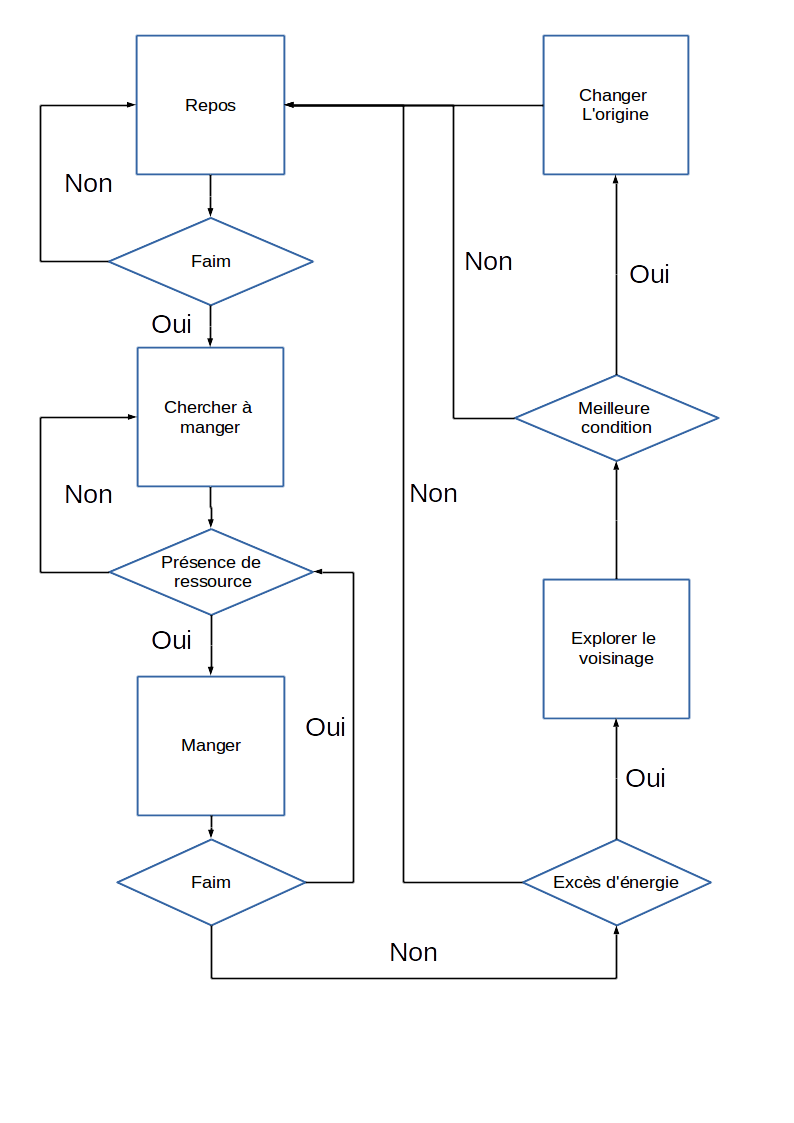 Repos
Changer
L'origine
Non
Faim
Non
Oui
Oui
Chercher à
manger
Meilleure
condition
Non
Non
Présence de
ressource
Oui
Explorer le
voisinage
Oui
Manger
Oui
Faim
Excès d'énergie
Non